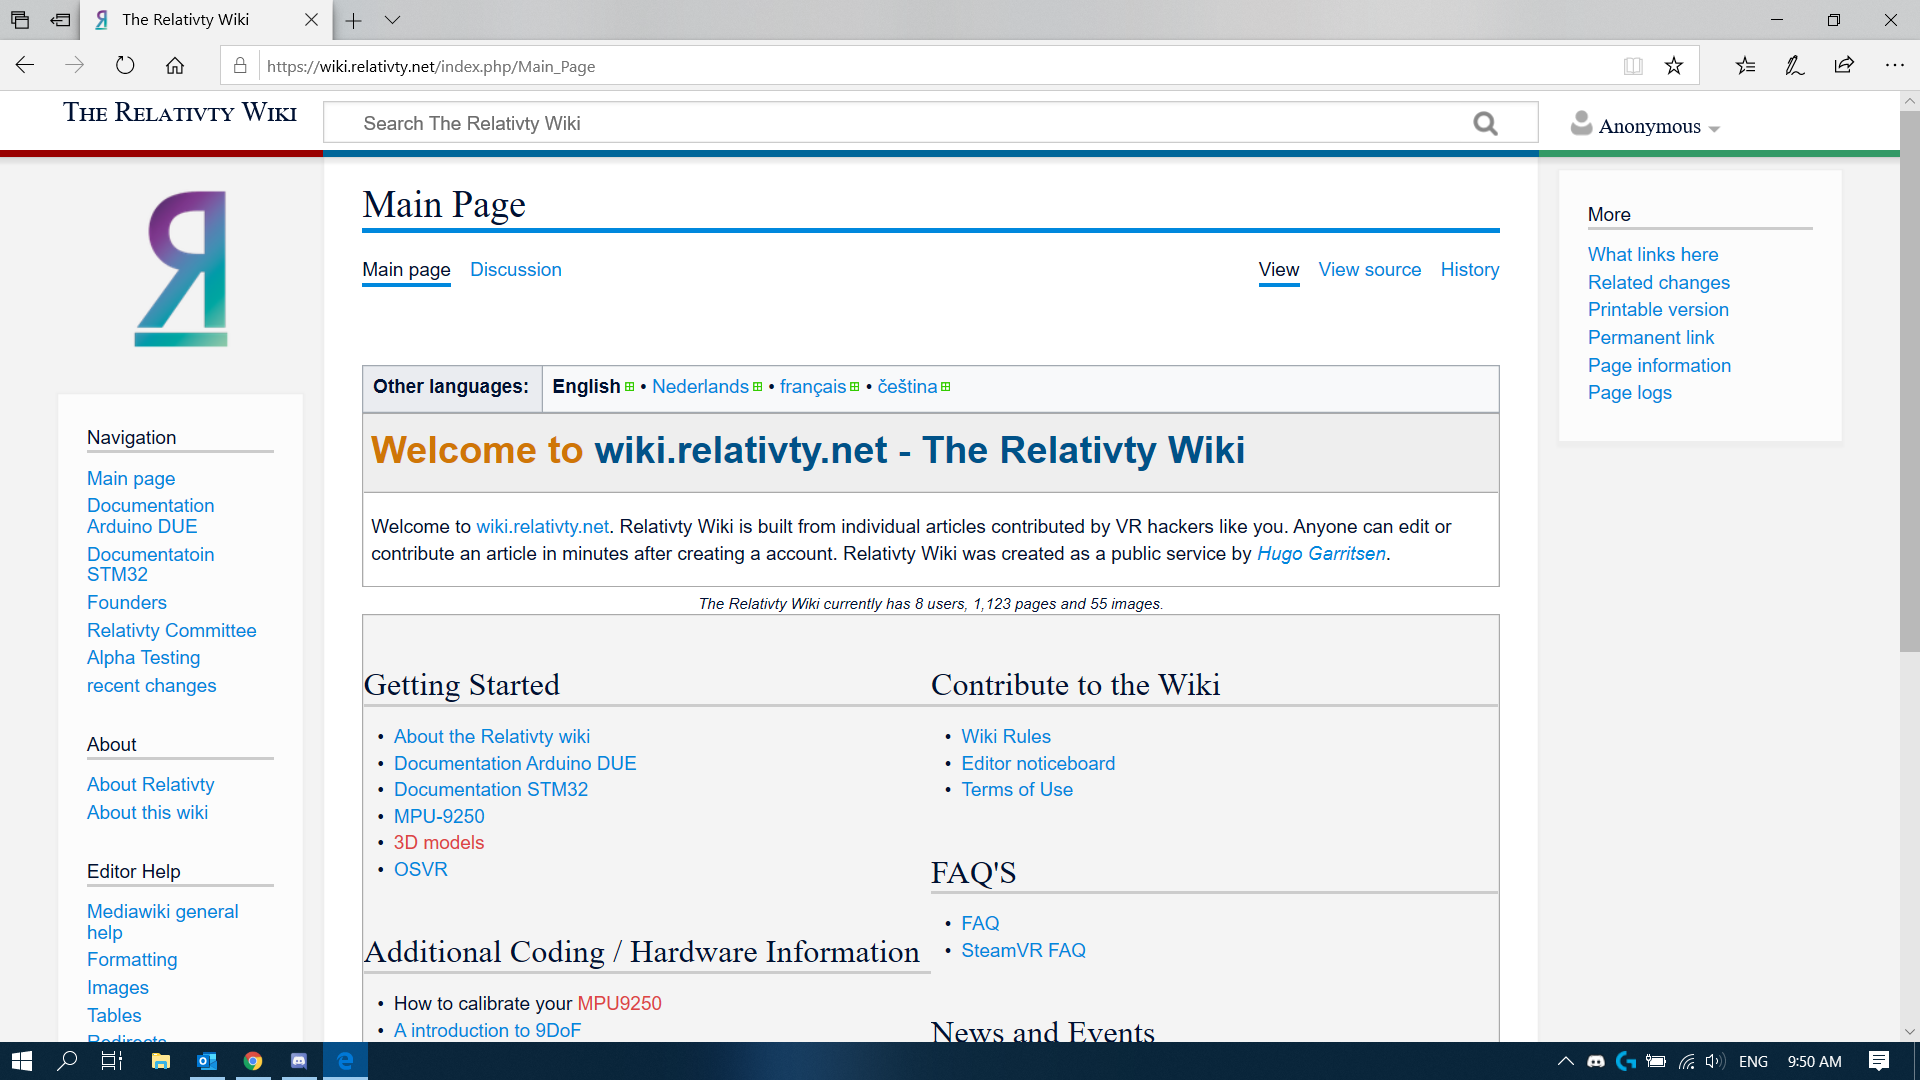 The Relativty Wiki
https://wiki.relativty.net/index.php/Main_Page
The Relativty Wiki
Search The Relativty Wiki
Anonymous
Main Page
Main page Discussion
View View source History
More
What links here
Related changes
Printable version
Permanent link
Page information
Page logs
Navigation
Main page
Documentation
Arduino DUE
Documentatoin
STM32
Founders
Relativty Committee
Alpha Testing
recent changes
About
About Relativty
About this wiki
Editor Help
Mediawiki general
help
Formatting
Images
Tables
Redirects
Other languages: English • Nederlands • français • čeština
Welcome to wiki.relativty.net - The Relativty Wiki
Welcome to wiki.relativty.net. Relativty Wiki is built from individual articles contributed by VR hackers like you. Anyone can edit or
contribute an article in minutes after creating a account. Relativty Wiki was created as a public service by Hugo Garritsen.
The Relativty Wiki currently has 8 users, 1,123 pages and 55 images.
Getting Started
• About the Relativty wiki
• Documentation Arduino DUE
• Documentation STM32
• MPU-9250
• 3D models
• OSVR
Additional Coding / Hardware Information
• How to calibrate your MPU9250
• A introduction to 9DoF
Contribute to the Wiki
• Wiki Rules
• Editor noticeboard
• Terms of Use
FAQ'S
• FAQ
• SteamVR FAQ
News and Events
ENG 9:50 AM